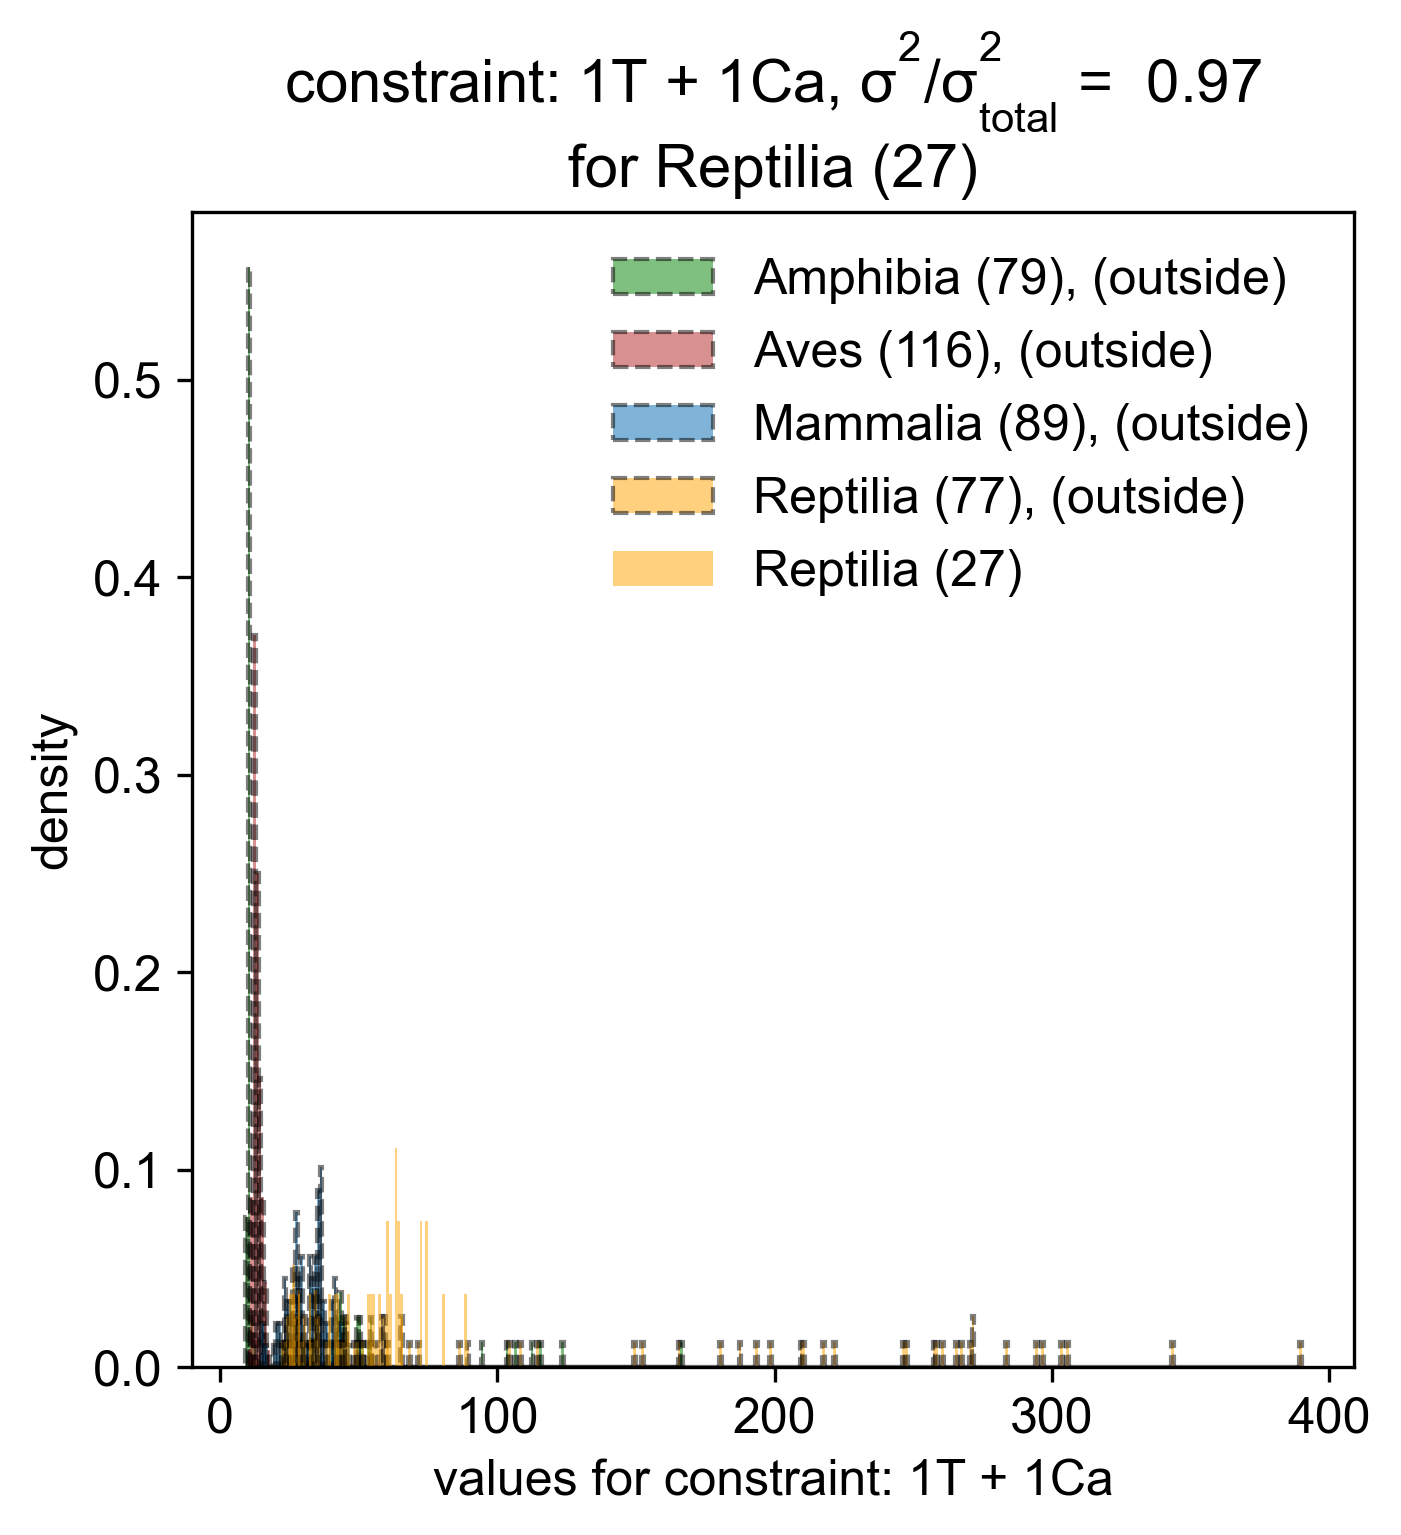 constraint: 1T + 1Ca, σ²/σ²total = 0.97
for Reptilia (27)
Amphibia (79), (outside)
Aves (116), (outside)
Mammalia (89), (outside)
Reptilia (77), (outside)
Reptilia (27)
density
0.5
0.4
0.3
0.2
0.1
0.0
0 100 200 300 400
values for constraint: 1T + 1Ca